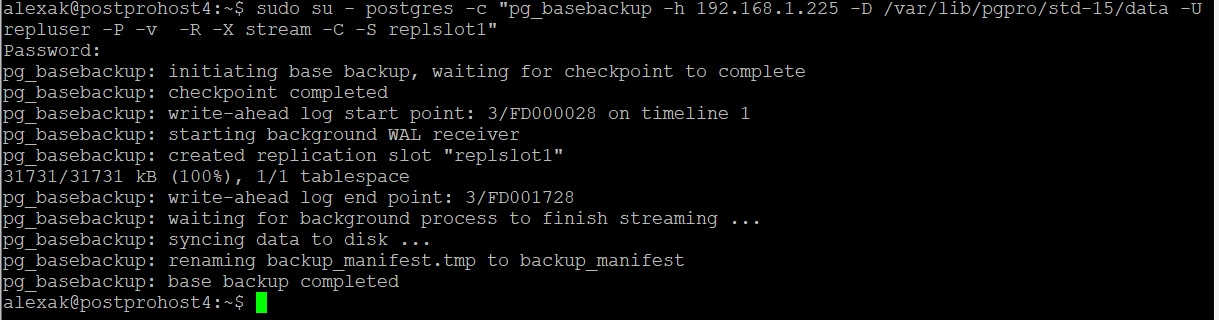 alexak@postprohost4:~$ sudo su - postgres -c "pg_basebackup -h 192.168.1.225 -D /var/lib/pgpro/std-15/data -U
repluser -P -v  -R -X stream -C -S replslot1"
Password:
pg_basebackup: initiating base backup, waiting for checkpoint to complete
pg_basebackup: checkpoint completed
pg_basebackup: write-ahead log start point: 3/FD000028 on timeline 1
pg_basebackup: starting background WAL receiver
pg_basebackup: created replication slot "replslot1"
31731/31731 kB (100%), 1/1 tablespace
pg_basebackup: write-ahead log end point: 3/FD001728
pg_basebackup: waiting for background process to finish streaming ...
pg_basebackup: syncing data to disk ...
pg_basebackup: renaming backup_manifest.tmp to backup_manifest
pg_basebackup: base backup completed
alexak@postprohost4:~$